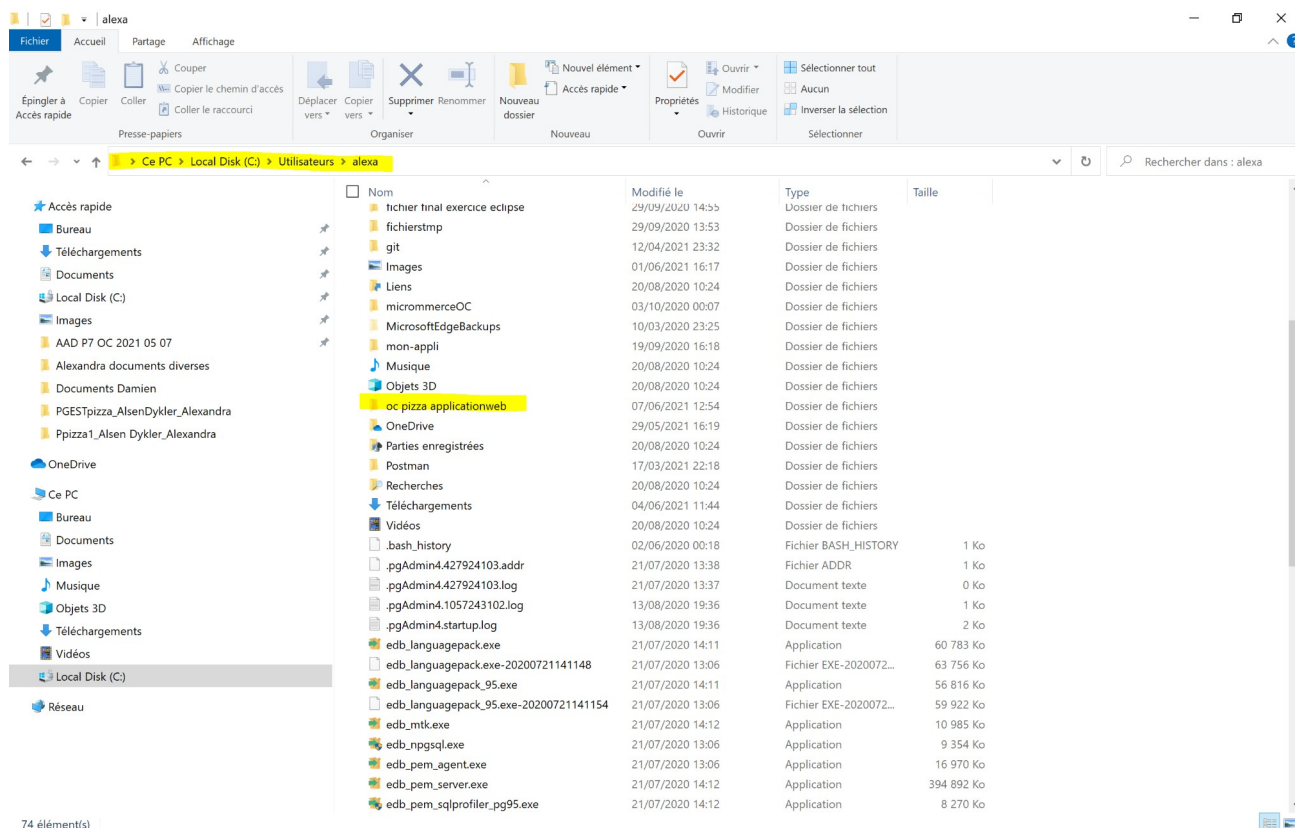 alexa
Fichier Accueil Partage Affichage
Épingler à Accès rapide
Copier
Coller
Couper
Copier le chemin d'accès
Coller le raccourci
Déplacer vers
Copier vers
Supprimer
Renommer
Nouveau dossier
Nouvel élément
Accès rapide
Propriétés
Ouvrir
Modifier
Historique
Sélectionner tout
Aucun
Inverser la sélection
Presse-papiers Organiser Nouveau Ouvrir Sélectionner
Ce PC > Local Disk (C:) > Utilisateurs > alexa
Rechercher dans : alexa
Accès rapide
Bureau
Téléchargements
Documents
Local Disk (C:)
Images
AAD P7 OC 2021 05 07
Alexandra documents diverses
Documents Damien
PGESTpizza_AlsenDykler_Alexandra
Ppizza1_Alsen Dykler_Alexandra
OneDrive
Ce PC
Bureau
Documents
Images
Musique
Objets 3D
Téléchargements
Vidéos
Local Disk (C:)
Réseau
Nom Modifié le Type Taille
fichier final exercice eclipse 29/09/2020 14:55 Dossier de fichiers
fichierstmp 29/09/2020 13:53 Dossier de fichiers
git 12/04/2021 23:32 Dossier de fichiers
Images 01/06/2021 16:17 Dossier de fichiers
Liens 20/08/2020 10:24 Dossier de fichiers
micrommerceOC 03/10/2020 00:07 Dossier de fichiers
MicrosoftEdgeBackups 10/03/2020 23:25 Dossier de fichiers
mon-appli 19/09/2020 16:18 Dossier de fichiers
Musique 20/08/2020 10:24 Dossier de fichiers
Objets 3D 20/08/2020 10:24 Dossier de fichiers
oc pizza applicationweb 07/06/2021 12:54 Dossier de fichiers
OneDrive 29/05/2021 16:19 Dossier de fichiers
Parties enregistrées 20/08/2020 10:24 Dossier de fichiers
Postman 17/03/2021 22:18 Dossier de fichiers
Recherches 20/08/2020 10:24 Dossier de fichiers
Téléchargements 04/06/2021 11:44 Dossier de fichiers
Vidéos 20/08/2020 10:24 Dossier de fichiers
.bash_history 02/06/2020 00:18 Fichier BASH_HISTORY 1 Ko
.pgAdmin4.427924103.addr 21/07/2020 13:38 Fichier ADDR 1 Ko
.pgAdmin4.427924103.log 21/07/2020 13:37 Document texte 0 Ko
.pgAdmin4.1057243102.log 13/08/2020 19:36 Document texte 1 Ko
.pgAdmin4.startup.log 13/08/2020 19:36 Document texte 2 Ko
edb_languagepack.exe 21/07/2020 14:11 Application 60 783 Ko
edb_languagepack.exe-20200721141148 21/07/2020 13:06 Fichier EXE-2020072... 63 756 Ko
edb_languagepack_95.exe 21/07/2020 14:11 Application 56 816 Ko
edb_languagepack_95.exe-20200721141154 21/07/2020 13:06 Fichier EXE-2020072... 59 922 Ko
edb_mtk.exe 21/07/2020 14:12 Application 10 985 Ko
edb_npgsql.exe 21/07/2020 13:06 Application 9 354 Ko
edb_pem_agent.exe 21/07/2020 13:06 Application 16 970 Ko
edb_pem_server.exe 21/07/2020 14:12 Application 394 892 Ko
edb_pem_sqlprofiler_pg95.exe 21/07/2020 14:12 Application 8 270 Ko
74 élément(s)